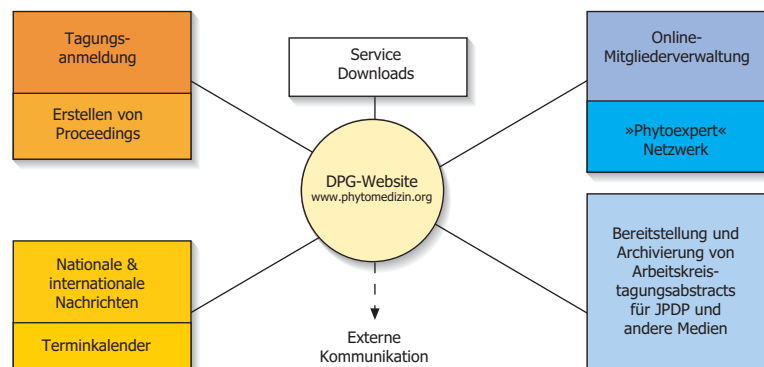 Tagungs-
anmeldung
Erstellen von
Proceedings
Service
Downloads
Online-
Mitgliederverwaltung
»Phytoexpert«
Netzwerk
DPG-Website
www.phytomedizin.org
Nationale &
internationale
Nachrichten
Terminkalender
Externe
Kommunikation
Bereitstellung und
Archivierung von
Arbeitskreis-
tagungsabstracts
für JPDP und
andere Medien